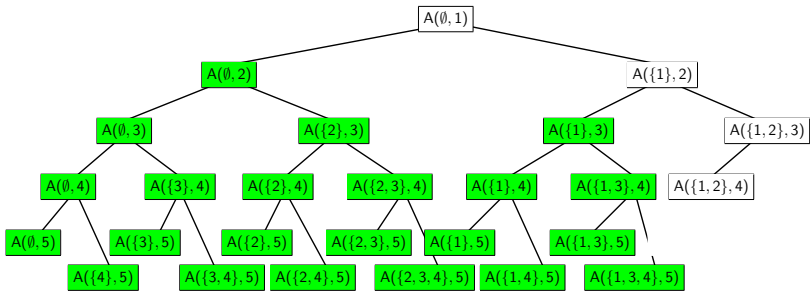 A(∅, 1)
A(∅, 2)
A({1}, 2)
A(∅, 3)
A({2}, 3)
A({1}, 3)
A({1, 2}, 3)
A(∅, 4)
A({3}, 4)
A({2}, 4)
A({2, 3}, 4)
A({1}, 4)
A({1, 3}, 4)
A({1, 2}, 4)
A(∅, 5)
A({3}, 5)
A({2}, 5)
A({2, 3}, 5)
A({1}, 5)
A({1, 3}, 5)
A({4}, 5)
A({3, 4}, 5)
A({2, 4}, 5)
A({2, 3, 4}, 5)
A({1, 4}, 5)
A({1, 3, 4}, 5)